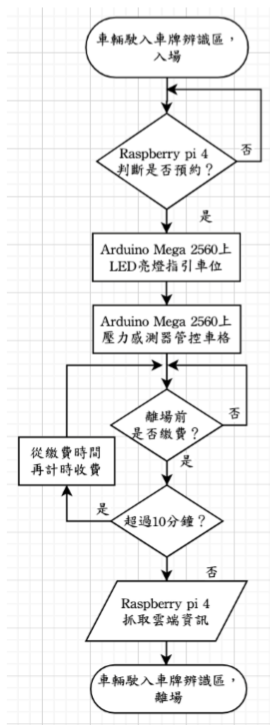 車輛駛入車牌辨識區，
入場
否
Raspberry pi 4
判斷是否預約？
是
Arduino Mega 2560上
LED亮燈指引車位
Arduino Mega 2560上
壓力感測器管控車格
離場前
是否繳費？
否
是
從繳費時間
再計時收費
是
超過10分鐘？
否
Raspberry pi 4
抓取雲端資訊
車輛駛入車牌辨識區，
離場